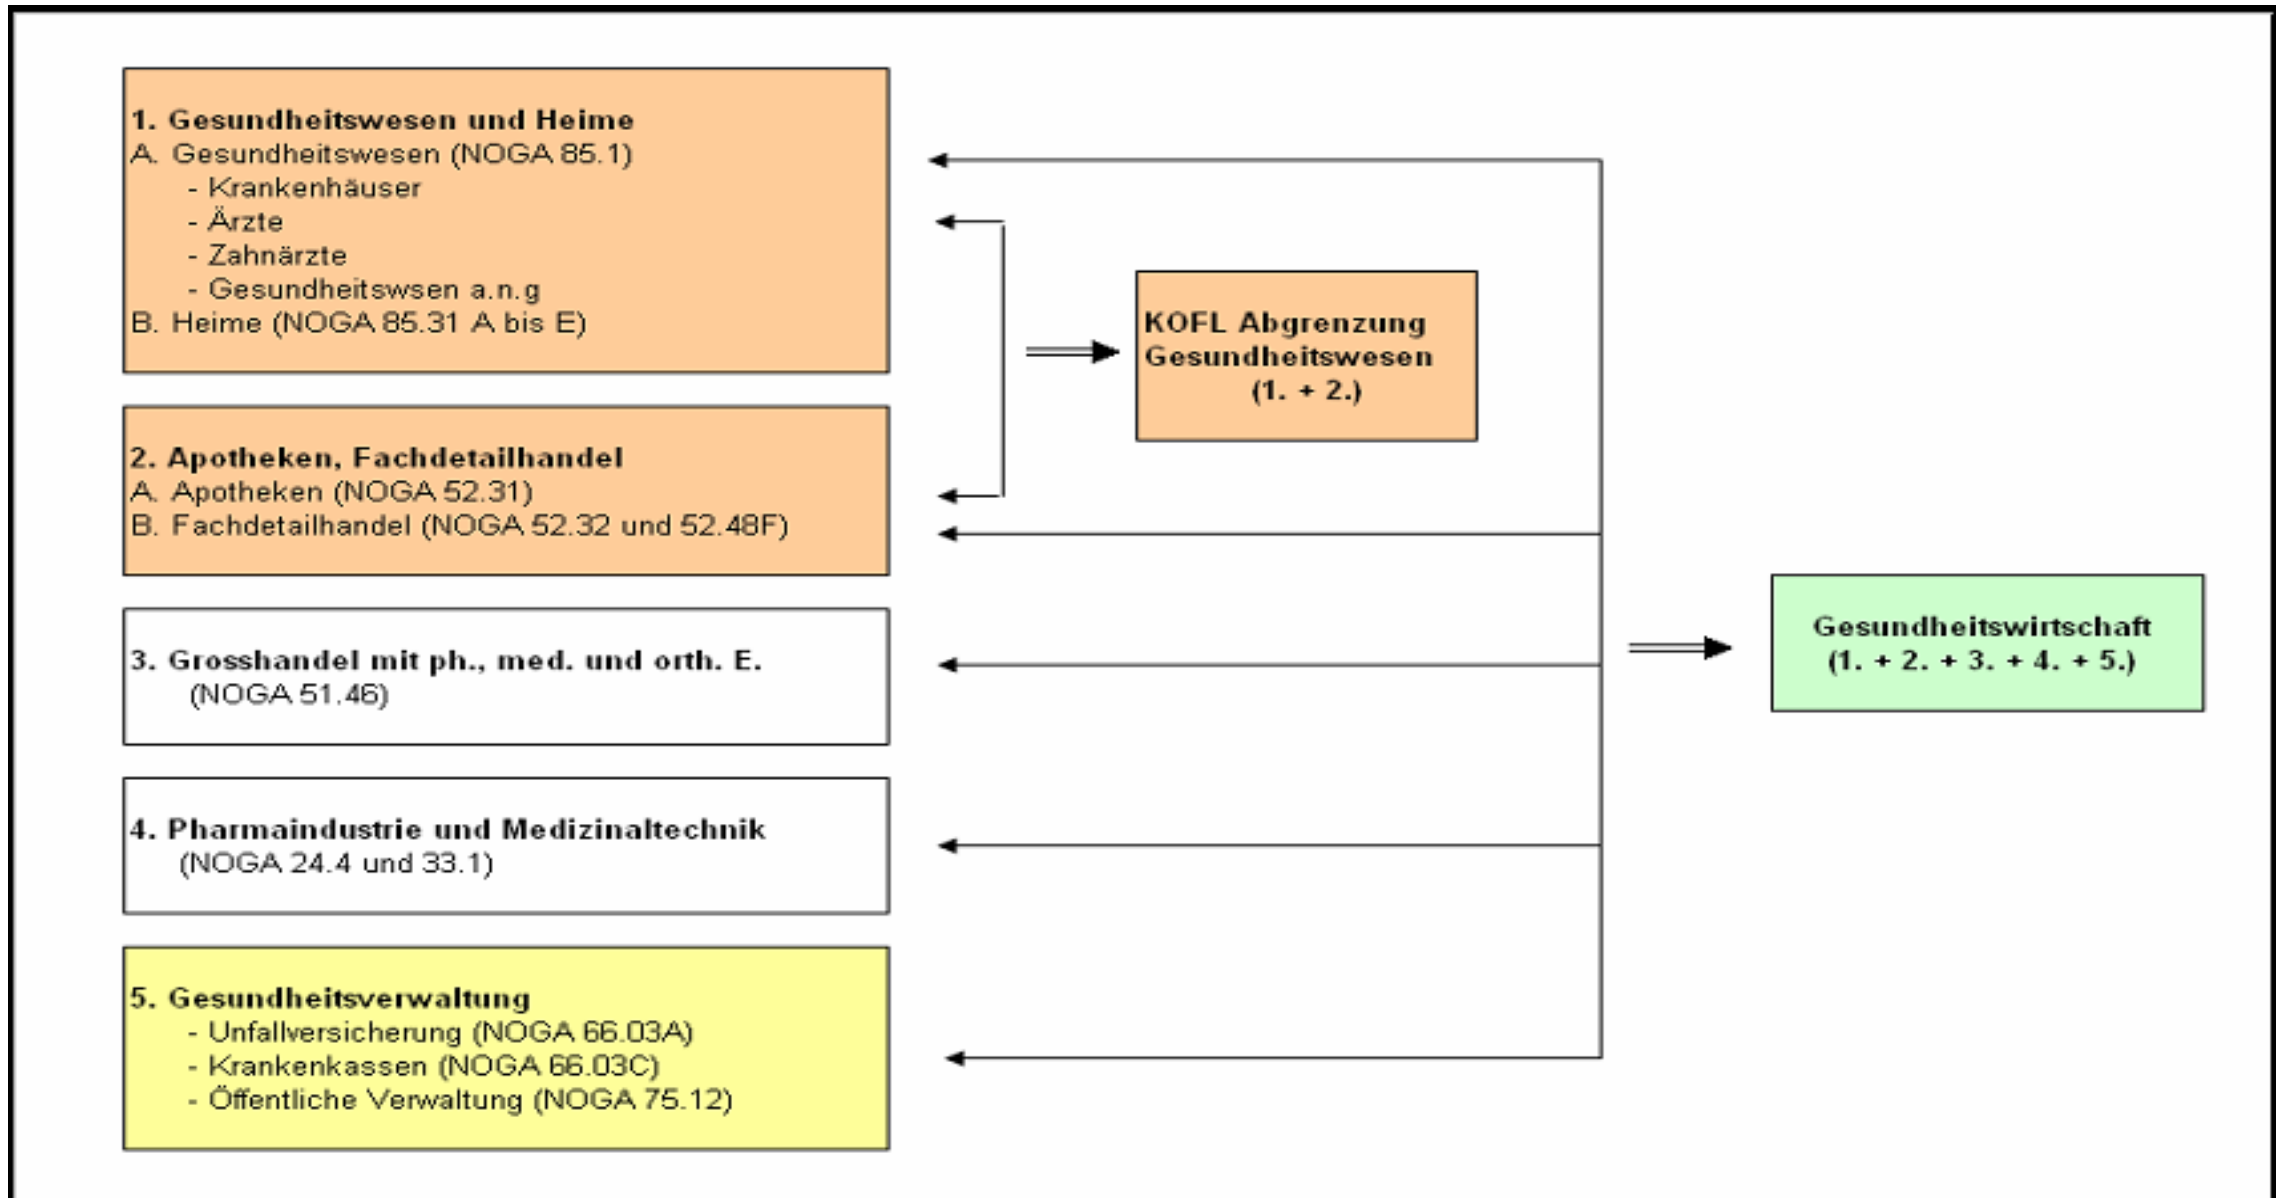 1. Gesundheitswesen und Heime
A. Gesundheitswesen (NOGA 85.1)
- Krankenhäuser
- Ärzte
- Zahnärzte
- Gesundheitswsen a.n.g
B. Heime (NOGA 85.31 A bis E)
KOFL Abgrenzung
Gesundheitswesen
(1. + 2.)
2. Apotheken, Fachdetailhandel
A. Apotheken (NOGA 52.31)
B. Fachdetailhandel (NOGA 52.32 und 52.48F)
3. Grosshandel mit ph., med. und orth. E.
(NOGA 51.46)
Gesundheitswirtschaft
(1. + 2. + 3. + 4. + 5.)
4. Pharmaindustrie und Medizinaltechnik
(NOGA 24.4 und 33.1)
5. Gesundheitsverwaltung
- Unfallversicherung (NOGA 66.03A)
- Krankenkassen (NOGA 66.03C)
- Öffentliche Verwaltung (NOGA 75.12)